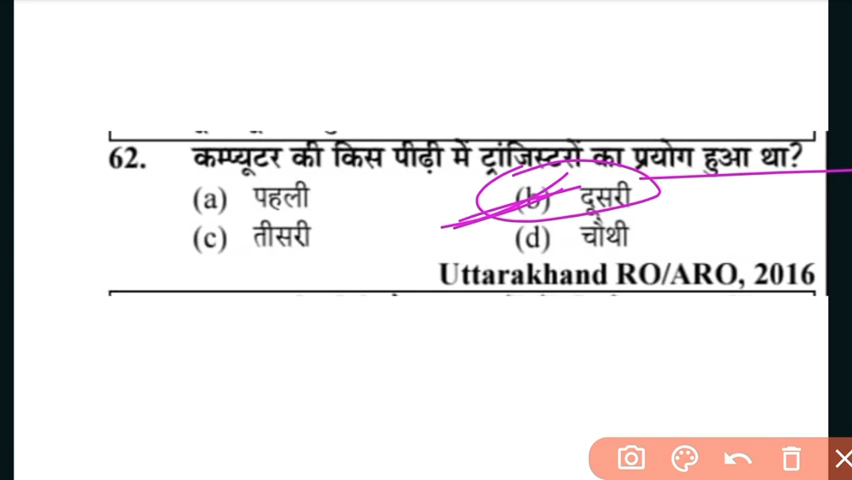 62. कम्प्यूटर की किस पीढ़ी में ट्रांजिस्टरों का प्रयोग हुआ था?
(a) पहली (b) दूसरी
(c) तीसरी (d) चौथी
Uttarakhand RO/ARO, 2016